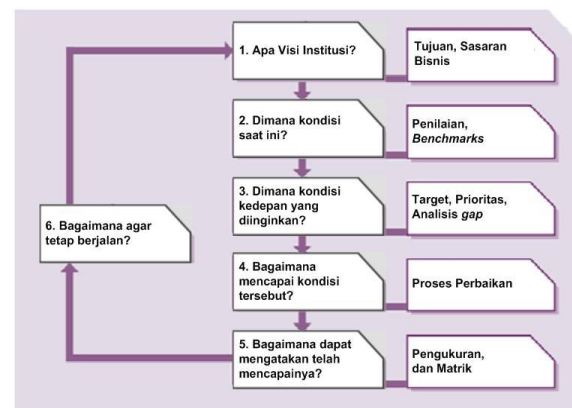 1. Apa Visi Institusi?
Tujuan, Sasaran
Bisnis
2. Dimana kondisi
saat ini?
Penilaian,
Benchmarks
3. Dimana kondisi
kedepan yang
diinginkan?
Target, Prioritas,
Analisis gap
6. Bagaimana agar
tetap berjalan?
4. Bagaimana
mencapai kondisi
tersebut?
Proses Perbaikan
5. Bagaimana dapat
mengatakan telah
mencapainya?
Pengukuran,
dan Matrik